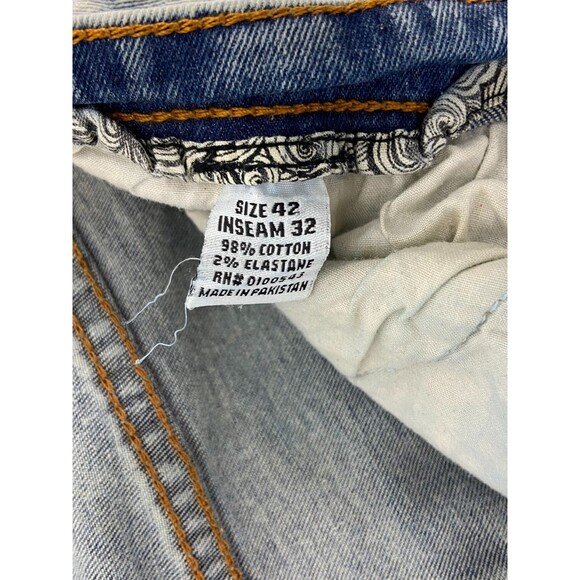 SIZE 42
INSEAM 32
98% COTTON
2% ELASTANE
RN# 0100543
MADE IN PAKISTAN